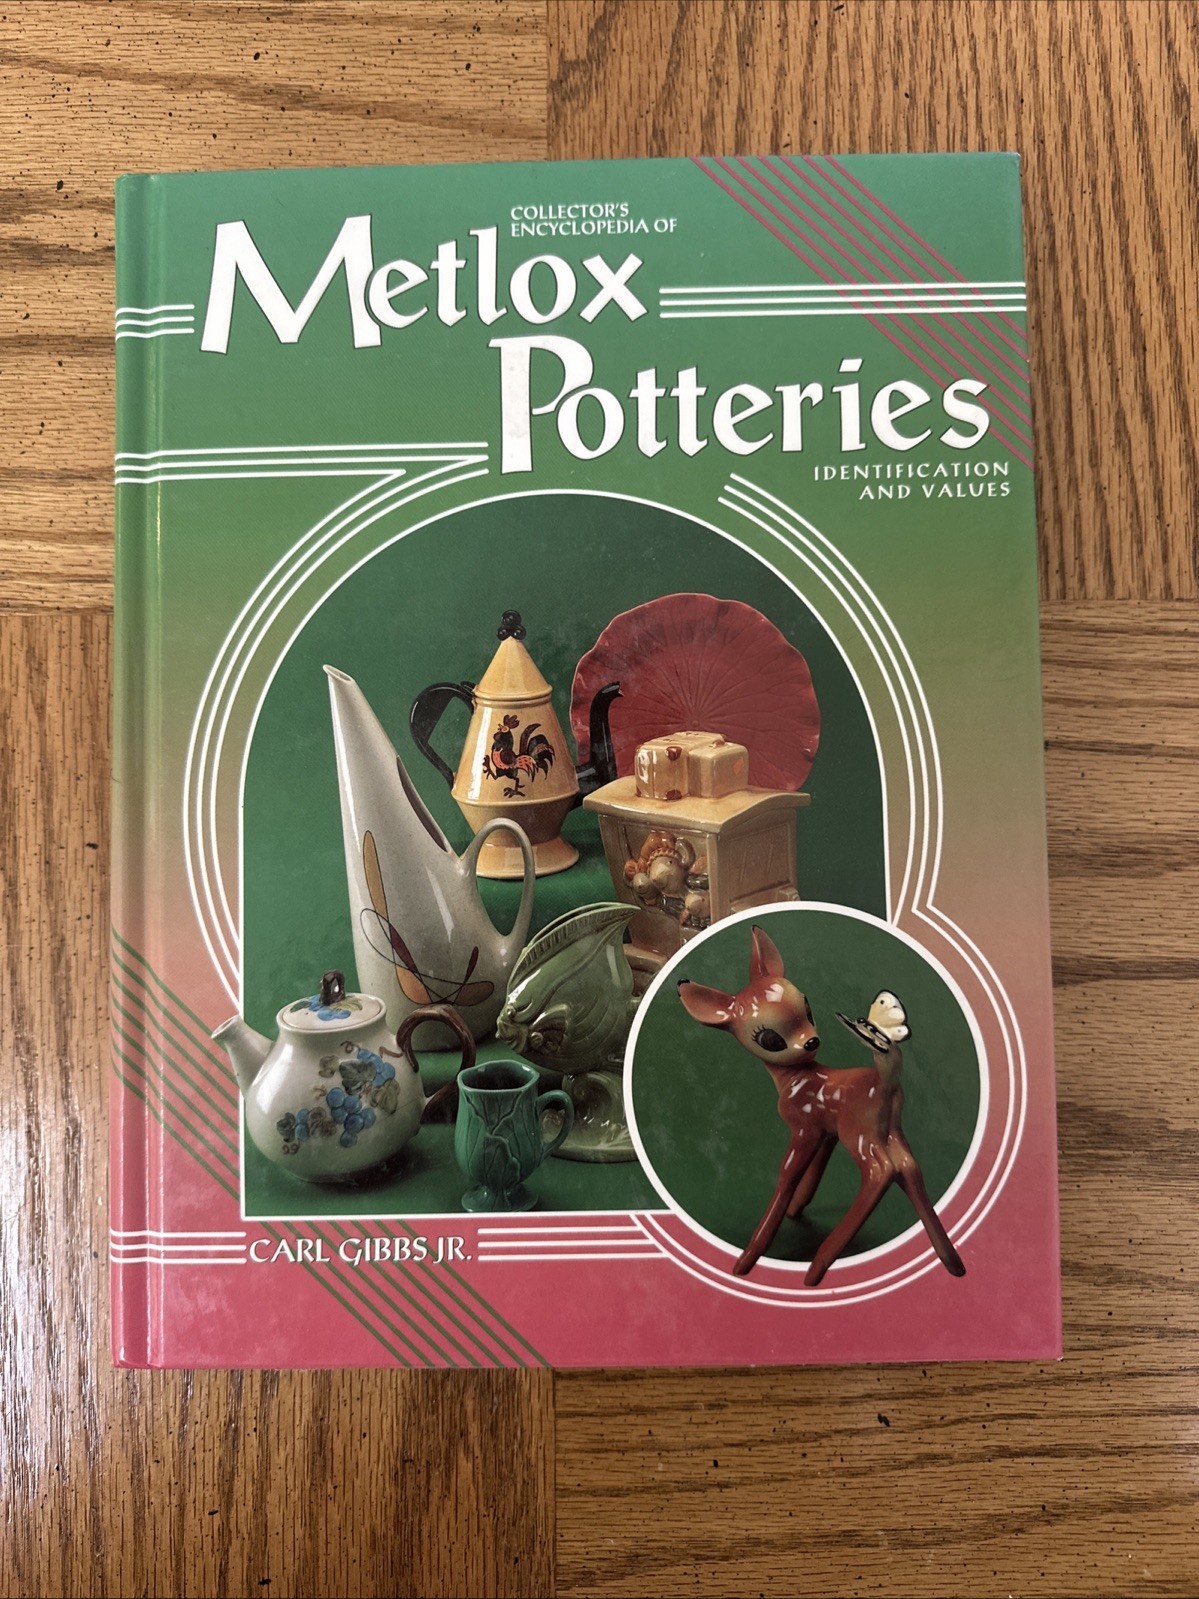 COLLECTOR'S
ENCYCLOPEDIA OF
Metlox
Potteries
IDENTIFICATION
AND VALUES
CARL GIBBS JR.